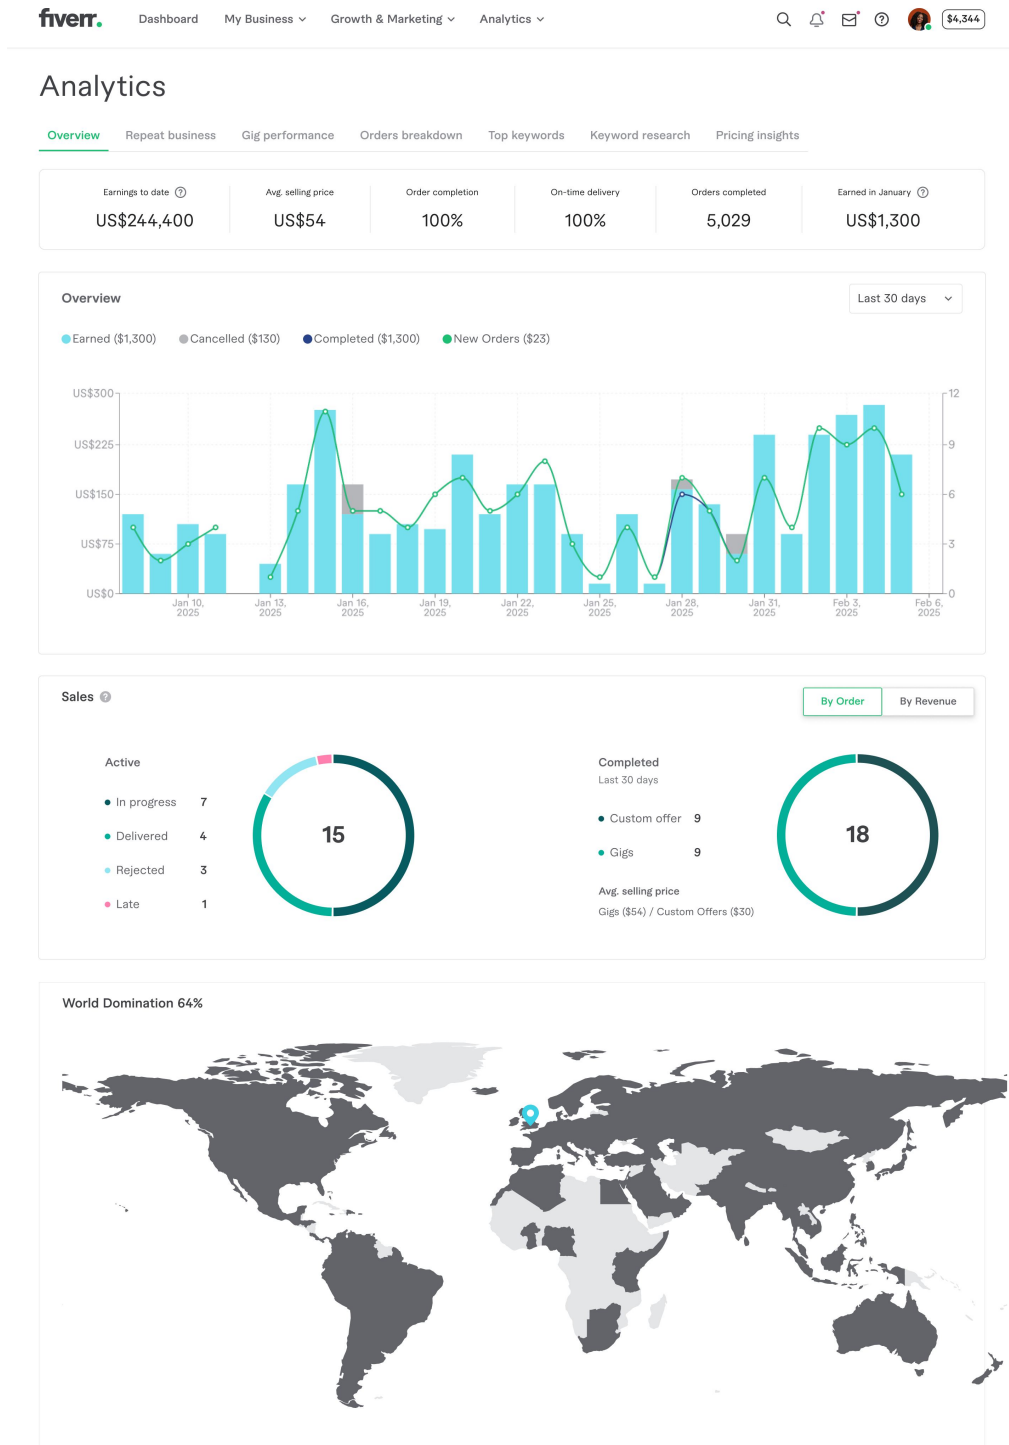 fiverr.
Dashboard My Business Growth & Marketing Analytics $4,344
Analytics
Overview Repeat business Gig performance Orders breakdown Top keywords Keyword research Pricing insights
Earnings to date ? Avg. selling price Order completion On-time delivery Orders completed Earned in January ?
US$244,400 US$54 100% 100% 5,029 US$1,300
Overview Last 30 days
Earned ($1,300) Cancelled ($130) Completed ($1,300) New Orders ($23)
US$300 12
US$225 9
US$150 6
US$75 3
US$0 0
Jan 10, Jan 13, Jan 16, Jan 19, Jan 22, Jan 25, Jan 28, Jan 31, Feb 3, Feb 6,
2025 2025 2025 2025 2025 2025 2025 2025 2025 2025
Sales ? By Order By Revenue
Active
In progress 7
Delivered 4
Rejected 3
Late 1
15
Completed
Last 30 days
Custom offer 9
Gigs 9
Avg. selling price
Gigs ($54) / Custom Offers ($30)
18
World Domination 64%